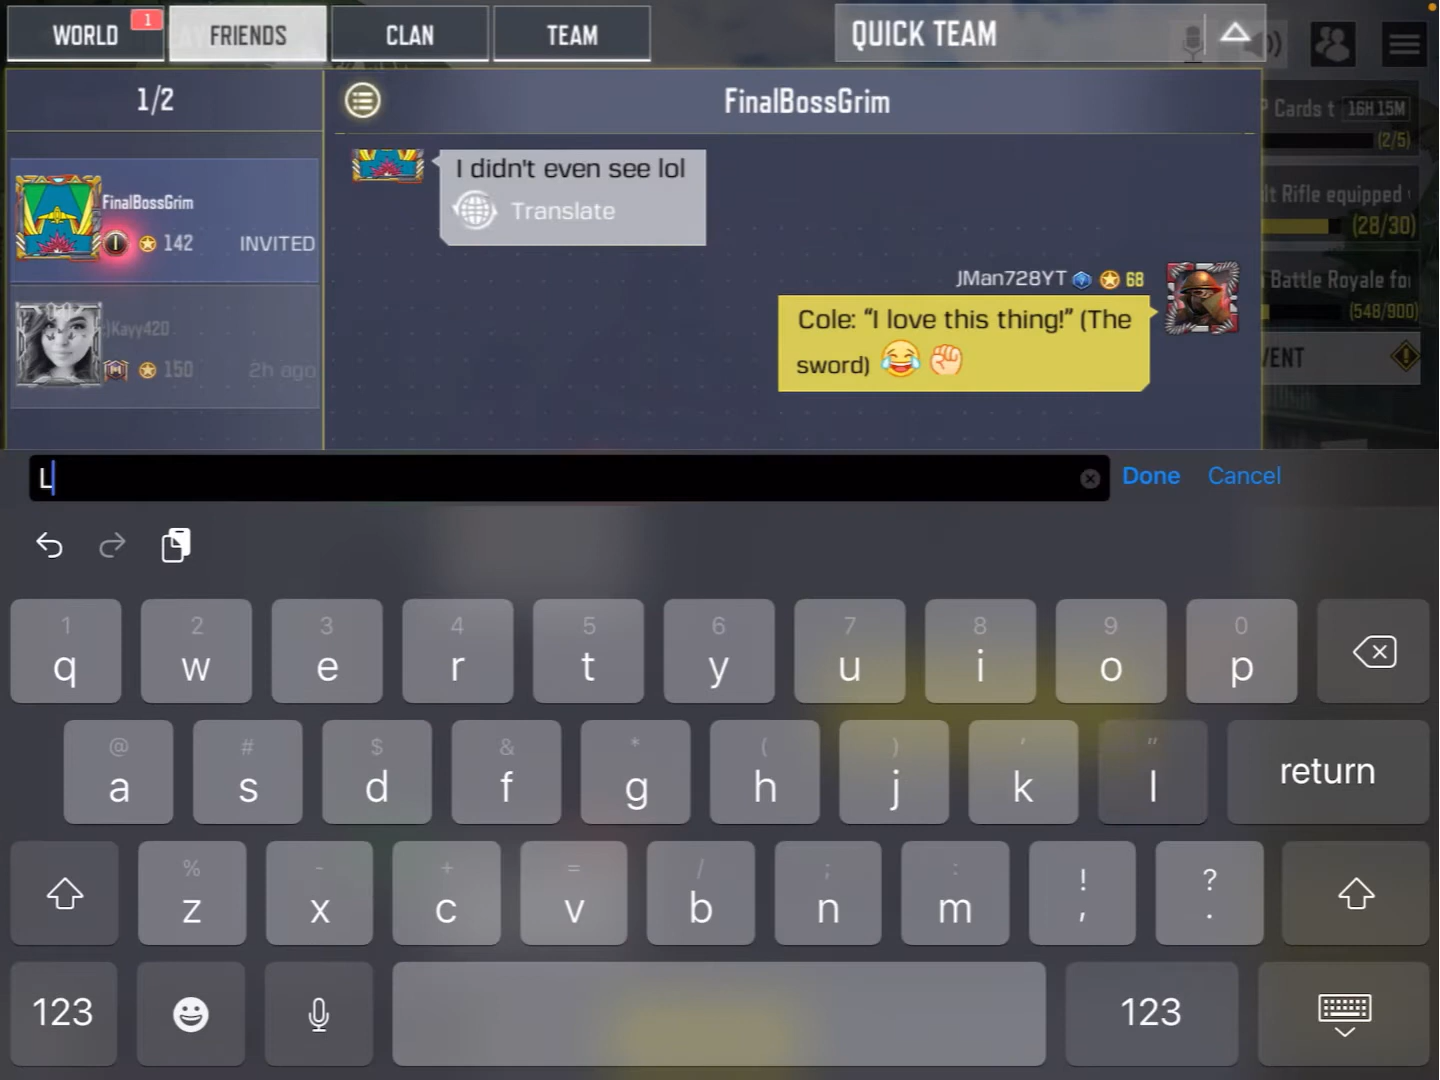 WORLD
1
FRIENDS
CLAN
TEAM
QUICK TEAM
1/2
FinalBossGrim
Cards t
16H 15M
(2/5)
I didn't even see lol
Translate
FinalBossGrim
142
INVITED
lt Rifle equipped
(28/30)
JMan728YT
68
Battle Royale for
(548/900)
Cole: “I love this thing!” (The
sword) 😂 ✊
Kayy420
150
2h ago
VENT
L
Done
Cancel
1 2 3 4 5 6 7 8 9 0
q w e r t y u i o p
@ # $ & * ( ) ' "
a s d f g h j k l
return
% - + = / ; : ! ?
z x c v b n m , .
123
123